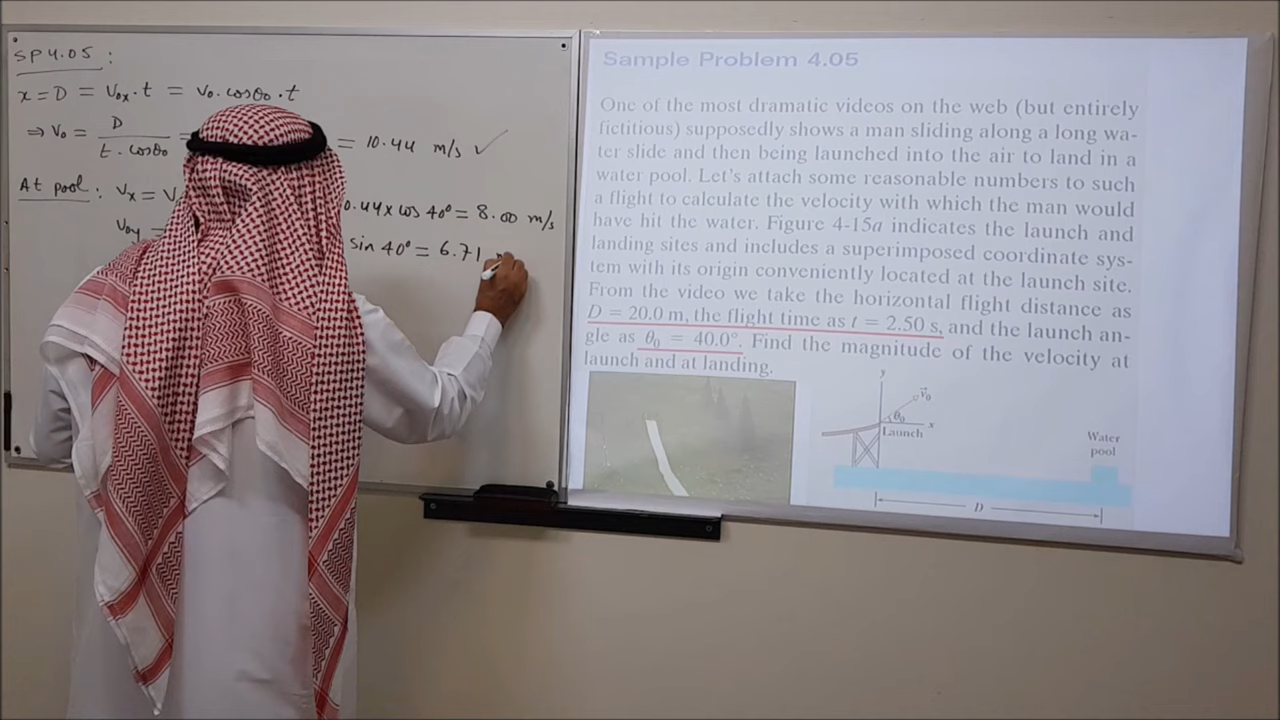 SP4.05 :
x = D = V₀ₓ · t = v₀ · cosθ₀ · t
⇒ V₀ = D / t · cosθ₀ = = 10.44 m/s ✓
At pool : Vₓ = V 0.44 x cos 40° = 8.00 m/s
V₀y = sin 40° = 6.71
Sample Problem 4.05
One of the most dramatic videos on the web (but entirely
fictitious) supposedly shows a man sliding along a long wa-
ter slide and then being launched into the air to land in a
water pool. Let's attach some reasonable numbers to such
a flight to calculate the velocity with which the man would
have hit the water. Figure 4-15a indicates the launch and
landing sites and includes a superimposed coordinate sys-
tem with its origin conveniently located at the launch site.
From the video we take the horizontal flight distance as
D = 20.0 m, the flight time as t = 2.50 s, and the launch an-
gle as θ₀ = 40.0°. Find the magnitude of the velocity at
launch and at landing.
y
v⃗₀
θ₀
x
Launch
Water
pool
D